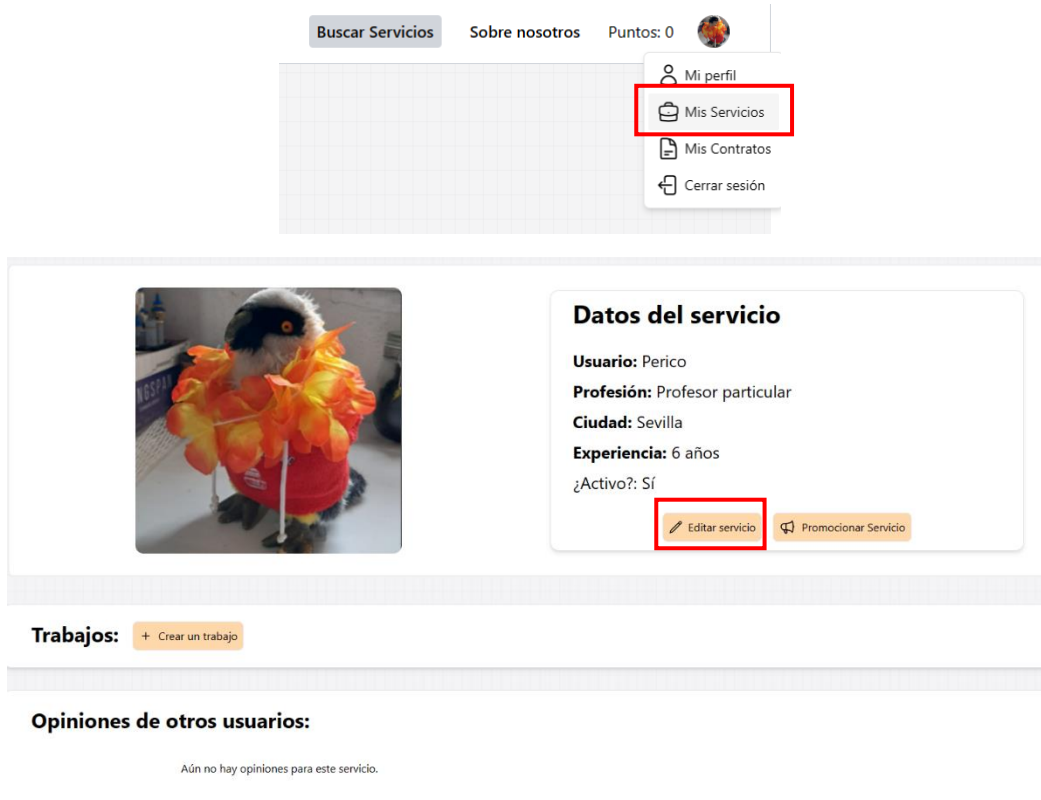 Buscar Servicios Sobre nosotros Puntos: 0
Mi perfil
Mis Servicios
Mis Contratos
Cerrar sesión
NGSPAN
Datos del servicio
Usuario: Perico
Profesión: Profesor particular
Ciudad: Sevilla
Experiencia: 6 años
¿Activo?: Sí
Editar servicio Promocionar Servicio
Trabajos: + Crear un trabajo
Opiniones de otros usuarios:
Aún no hay opiniones para este servicio.